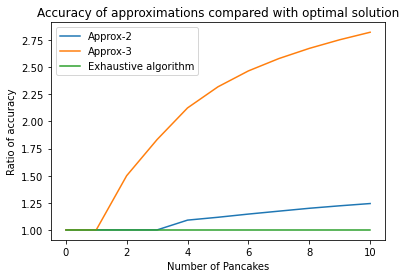 Accuracy of approximations compared with optimal solution
Approx-2
Approx-3
Exhaustive algorithm
Ratio of accuracy
2.75
2.50
2.25
2.00
1.75
1.50
1.25
1.00
0 2 4 6 8 10
Number of Pancakes